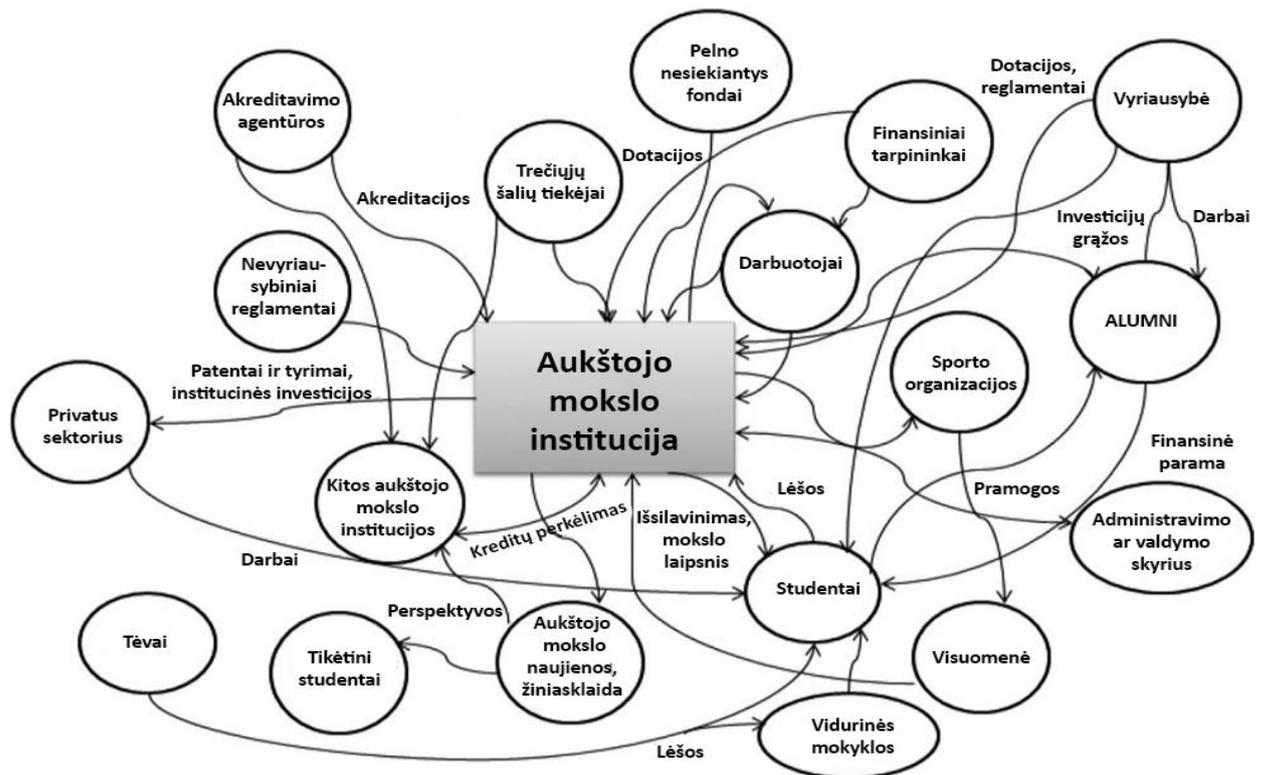 Pelno
nesiekiantys
fondai
Dotacijos,
reglamentai
Vyriausybė
Akreditavimo
agentūros
Finansiniai
tarpininkai
Trečiųjų
šalių tiekėjai
Dotacijos
Akreditacijos
Investicijų
grąžos
Darbai
Nevyriau-
sybiniai
reglamentai
Darbuotojai
ALUMNI
Aukštojo
mokslo
institucija
Sporto
organizacijos
Patentai ir tyrimai,
institucinės investicijos
Privatus
sektorius
Finansinė
parama
Kitos aukštojo
mokslo
institucijos
Kreditų perkėlimas
Išsilavinimas,
mokslo
laipsnis
Lėšos
Pramogos
Administravimo
ar valdymo
skyrius
Darbai
Studentai
Perspektyvos
Tėvai
Tikėtini
studentai
Aukštojo
mokslo
naujienos,
žiniasklaida
Visuomenė
Vidurinės
mokyklos
Lėšos